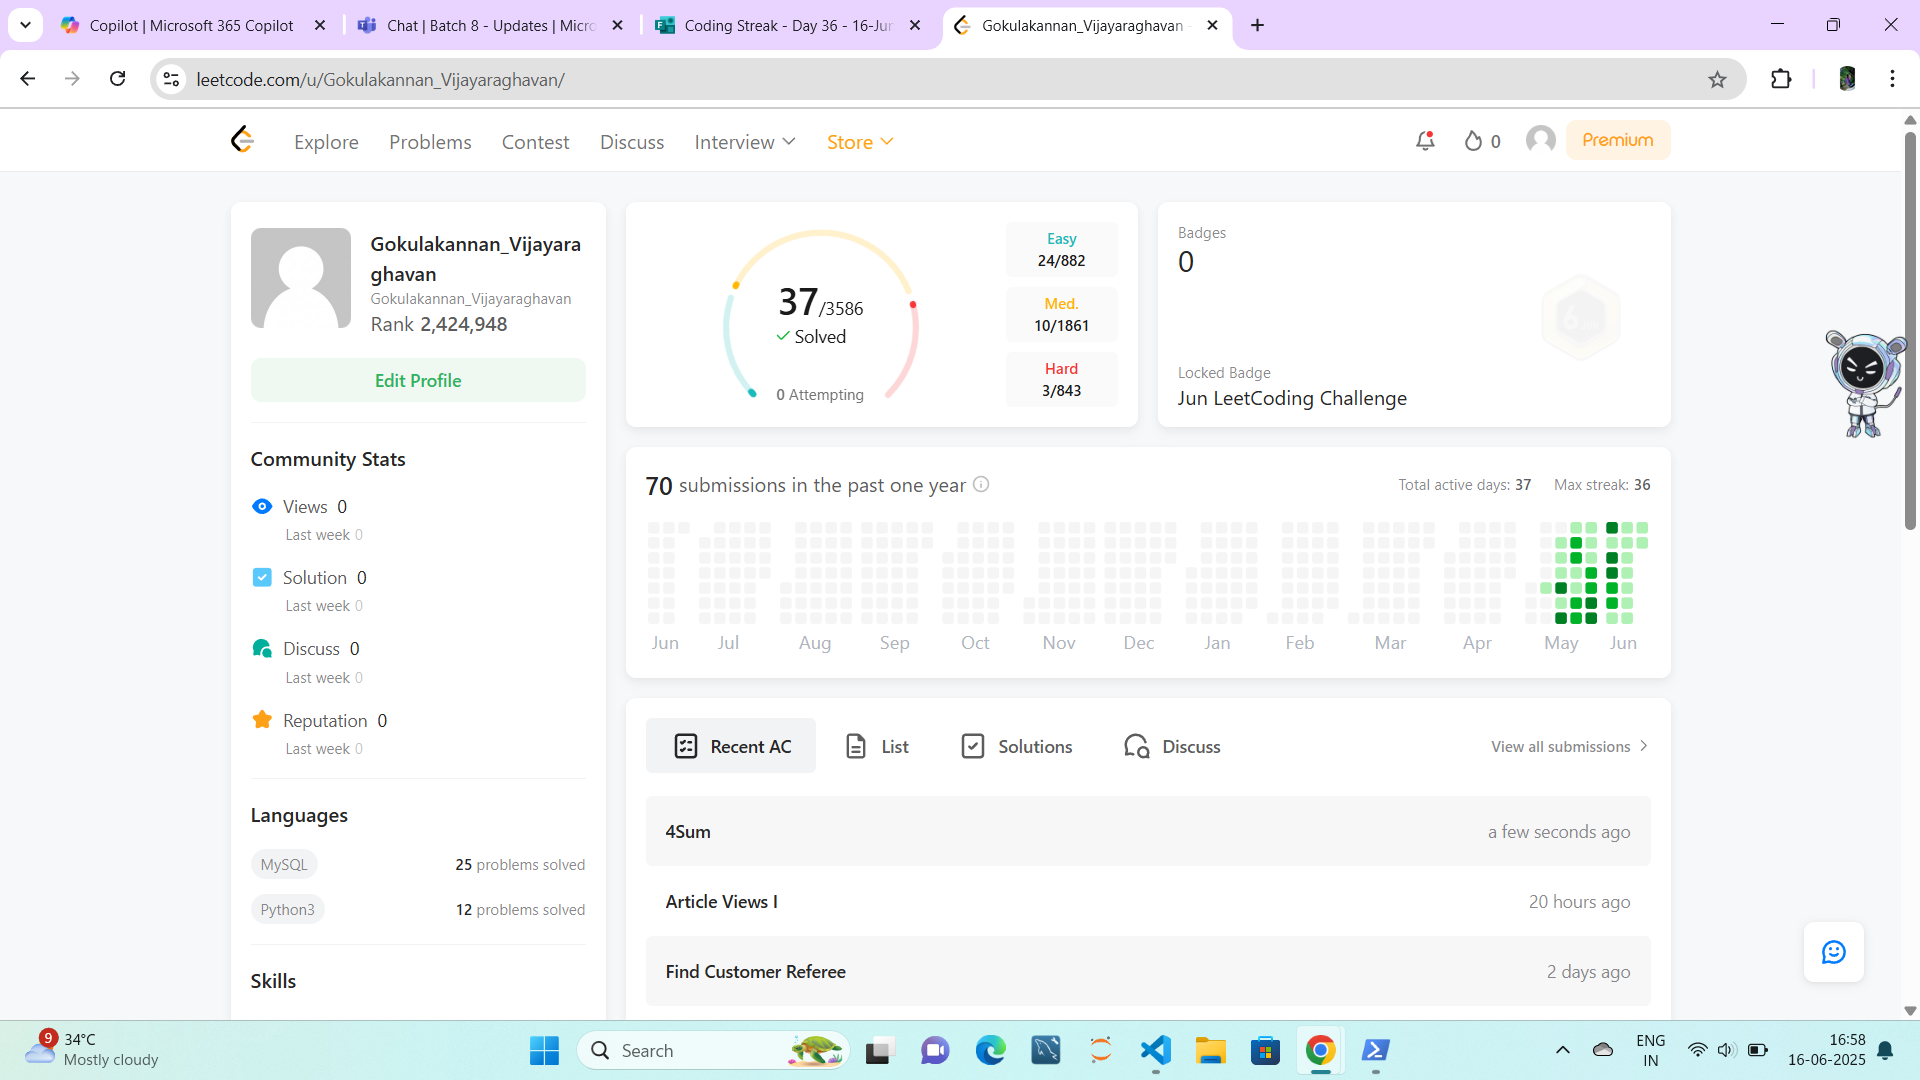 Copilot | Microsoft 365 Copilot
Chat | Batch 8 - Updates | Micro
Coding Streak - Day 36 - 16-Jun
Gokulakannan_Vijayaraghavan -
leetcode.com/u/Gokulakannan_Vijayaraghavan/
Explore Problems Contest Discuss Interview Store 0 Premium
Gokulakannan_Vijayara
ghavan
Gokulakannan_Vijayaraghavan
Rank 2,424,948
Edit Profile
Community Stats
Views 0
Last week 0
Solution 0
Last week 0
Discuss 0
Last week 0
Reputation 0
Last week 0
Languages
MySQL 25 problems solved
Python3 12 problems solved
Skills
37/3586
Solved
0 Attempting
Easy
24/882
Med.
10/1861
Hard
3/843
Badges
0
Locked Badge
Jun LeetCoding Challenge
70 submissions in the past one year
Total active days: 37 Max streak: 36
Jun Jul Aug Sep Oct Nov Dec Jan Feb Mar Apr May Jun
Recent AC List Solutions Discuss View all submissions
4Sum a few seconds ago
Article Views I 20 hours ago
Find Customer Referee 2 days ago
9
34°C
Mostly cloudy
Search
ENG
IN
16:58
16-06-2025